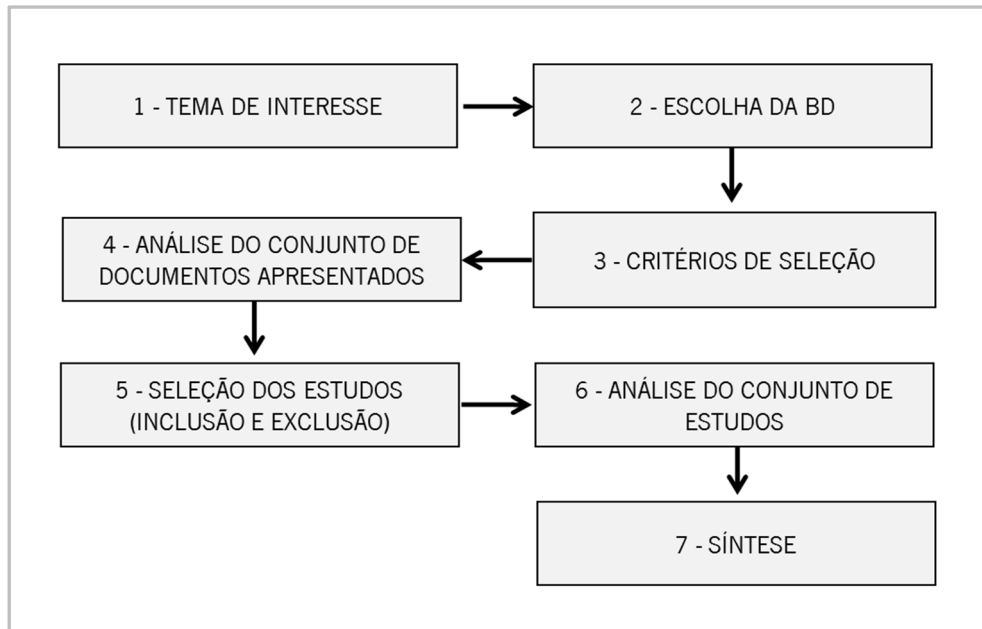 1 - TEMA DE INTERESSE
2 - ESCOLHA DA BD
3 - CRITÉRIOS DE SELEÇÃO
4 - ANÁLISE DO CONJUNTO DE
DOCUMENTOS APRESENTADOS
5 - SELEÇÃO DOS ESTUDOS
(INCLUSÃO E EXCLUSÃO)
6 - ANÁLISE DO CONJUNTO DE
ESTUDOS
7 - SÍNTESE